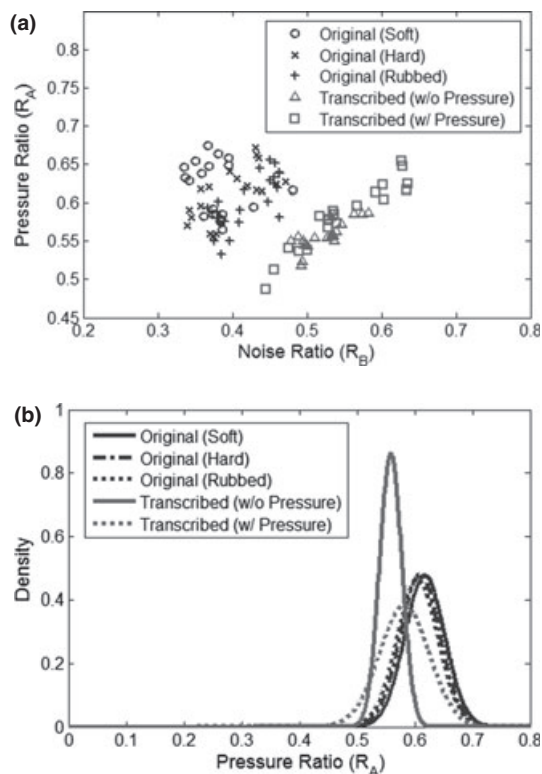 (a)
0.8
0.75
0.7
0.65
0.6
0.55
0.5
0.45
Pressure Ratio (R_A)
Original (Soft)
Original (Hard)
Original (Rubbed)
Transcribed (w/o Pressure)
Transcribed (w/ Pressure)
0.2 0.3 0.4 0.5 0.6 0.7 0.8
Noise Ratio (R_B)
(b)
1
0.8
0.6
0.4
0.2
0
Density
Original (Soft)
Original (Hard)
Original (Rubbed)
Transcribed (w/o Pressure)
Transcribed (w/ Pressure)
0 0.1 0.2 0.3 0.4 0.5 0.6 0.7 0.8
Pressure Ratio (R_A)